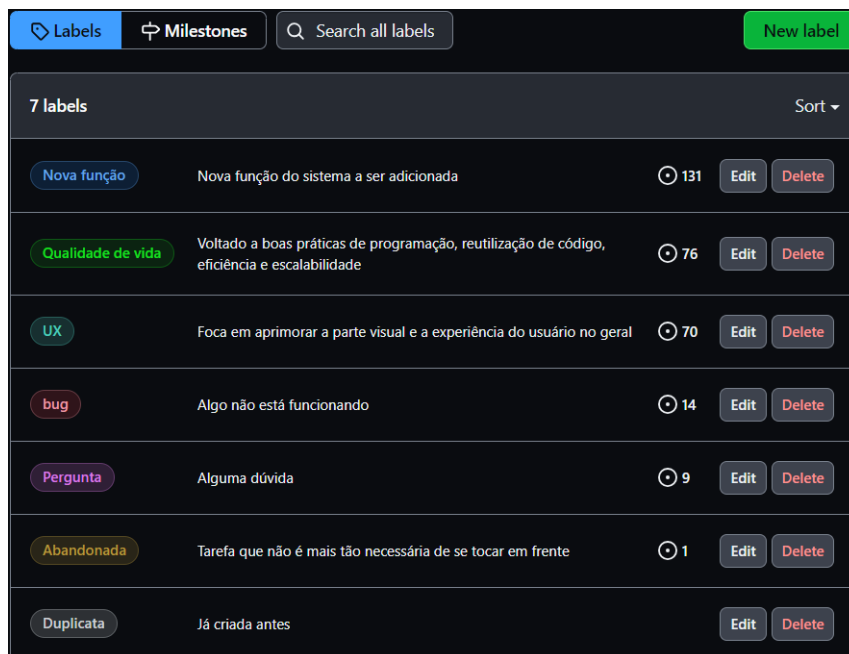 Labels Milestones Search all labels New label
7 labels Sort
Nova função Nova função do sistema a ser adicionada 131 Edit Delete
Qualidade de vida Voltado a boas práticas de programação, reutilização de código,
eficiência e escalabilidade 76 Edit Delete
UX Foca em aprimorar a parte visual e a experiência do usuário no geral 70 Edit Delete
bug Algo não está funcionando 14 Edit Delete
Pergunta Alguma dúvida 9 Edit Delete
Abandonada Tarefa que não é mais tão necessária de se tocar em frente 1 Edit Delete
Duplicata Já criada antes Edit Delete